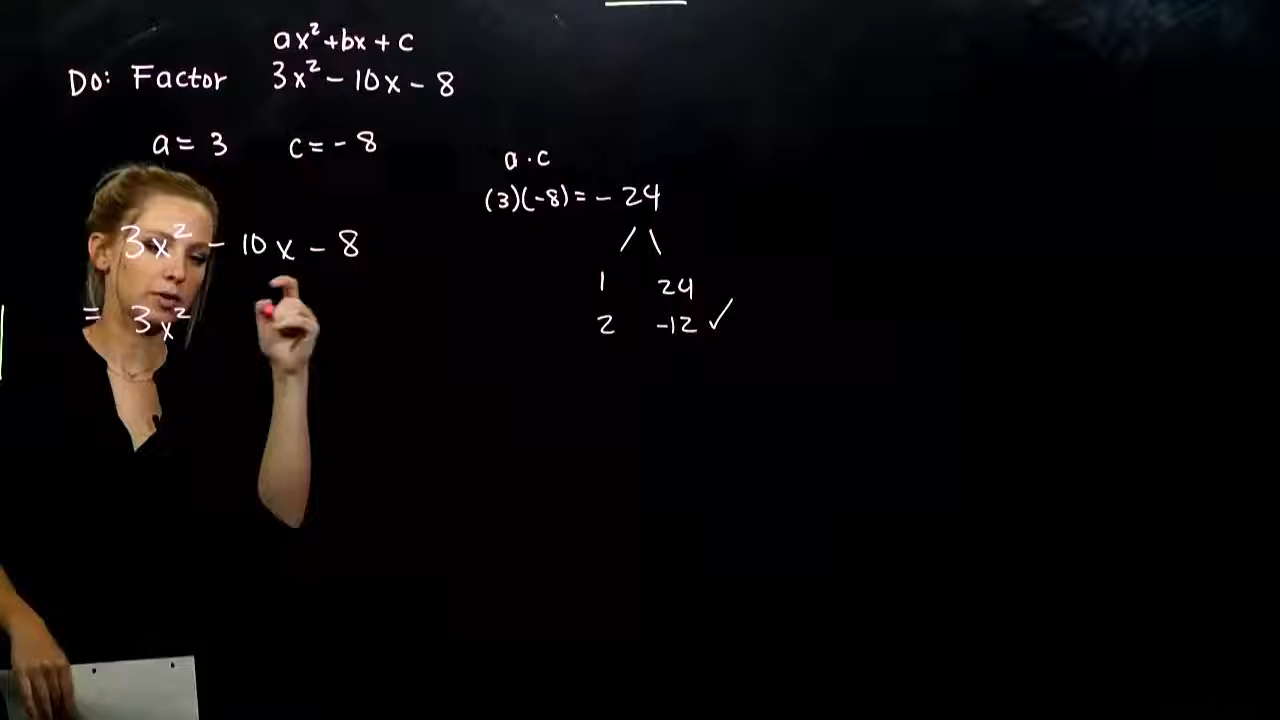 ax² + bx + c
Do: Factor 3x² - 10x - 8
a = 3 c = - 8
a · c
(3)(-8) = - 24
3x² - 10x - 8
1 24
= 3x²
2 -12 ✓